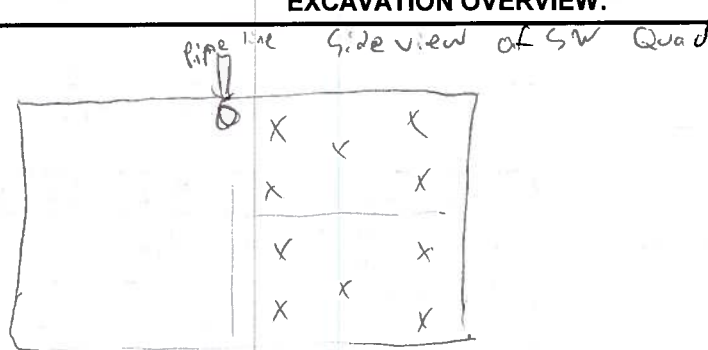 EXCAVATION OVERVIEW:
Pipe line Side view of SW Quad
X X X
X X
X X
X X X